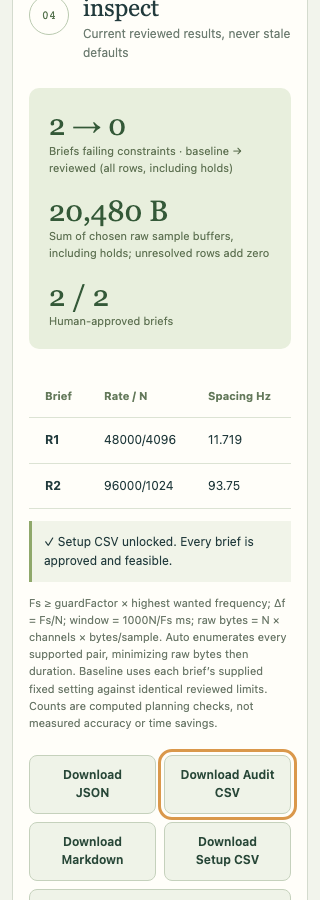 04
inspect
Current reviewed results, never stale
defaults
2 → 0
Briefs failing constraints · baseline →
reviewed (all rows, including holds)
20,480 B
Sum of chosen raw sample buffers,
including holds; unresolved rows add zero
2 / 2
Human-approved briefs
Brief Rate / N Spacing Hz
R1 48000/4096 11.719
R2 96000/1024 93.75
✓ Setup CSV unlocked. Every brief is
approved and feasible.
Fs ≥ guardFactor × highest wanted frequency; Δf
= Fs/N; window = 1000N/Fs ms; raw bytes = N ×
channels × bytes/sample. Auto enumerates every
supported pair, minimizing raw bytes then
duration. Baseline uses each brief's supplied
fixed setting against identical reviewed limits.
Counts are computed planning checks, not
measured accuracy or time savings.
Download
JSON
Download Audit
CSV
Download
Markdown
Download
Setup CSV